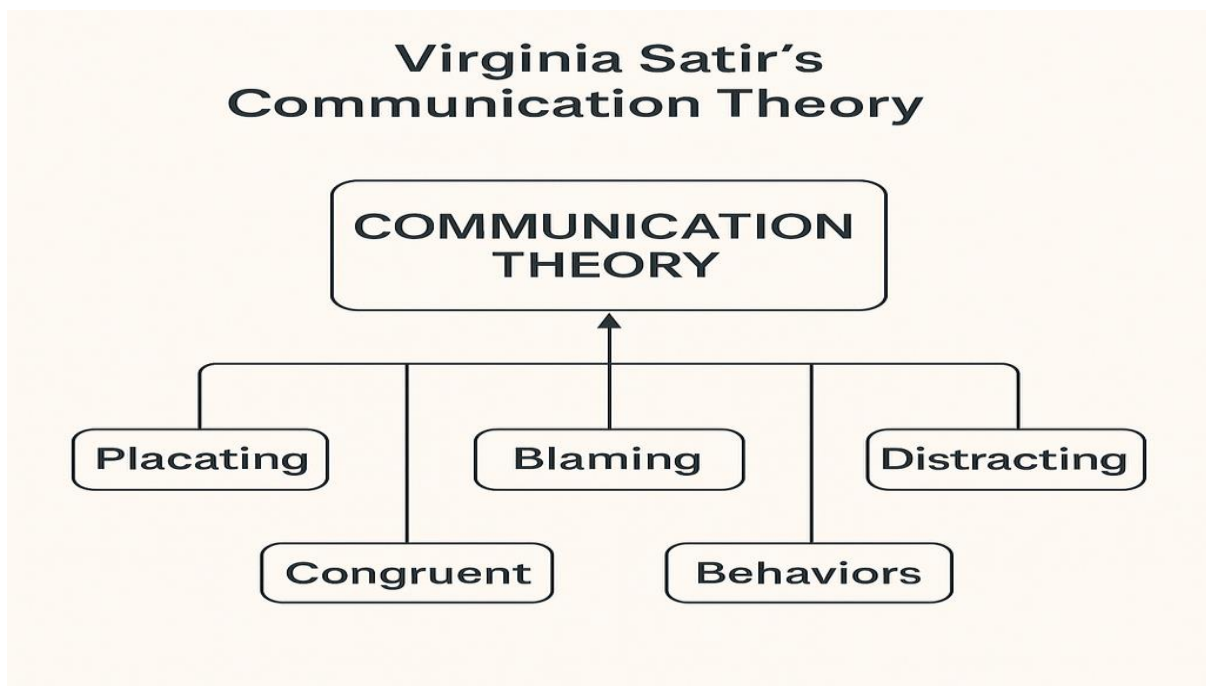 Virginia Satir′s
Communication Theory
COMMUNICATION
THEORY
Placating
Blaming
Distracting
Congruent
Behaviors